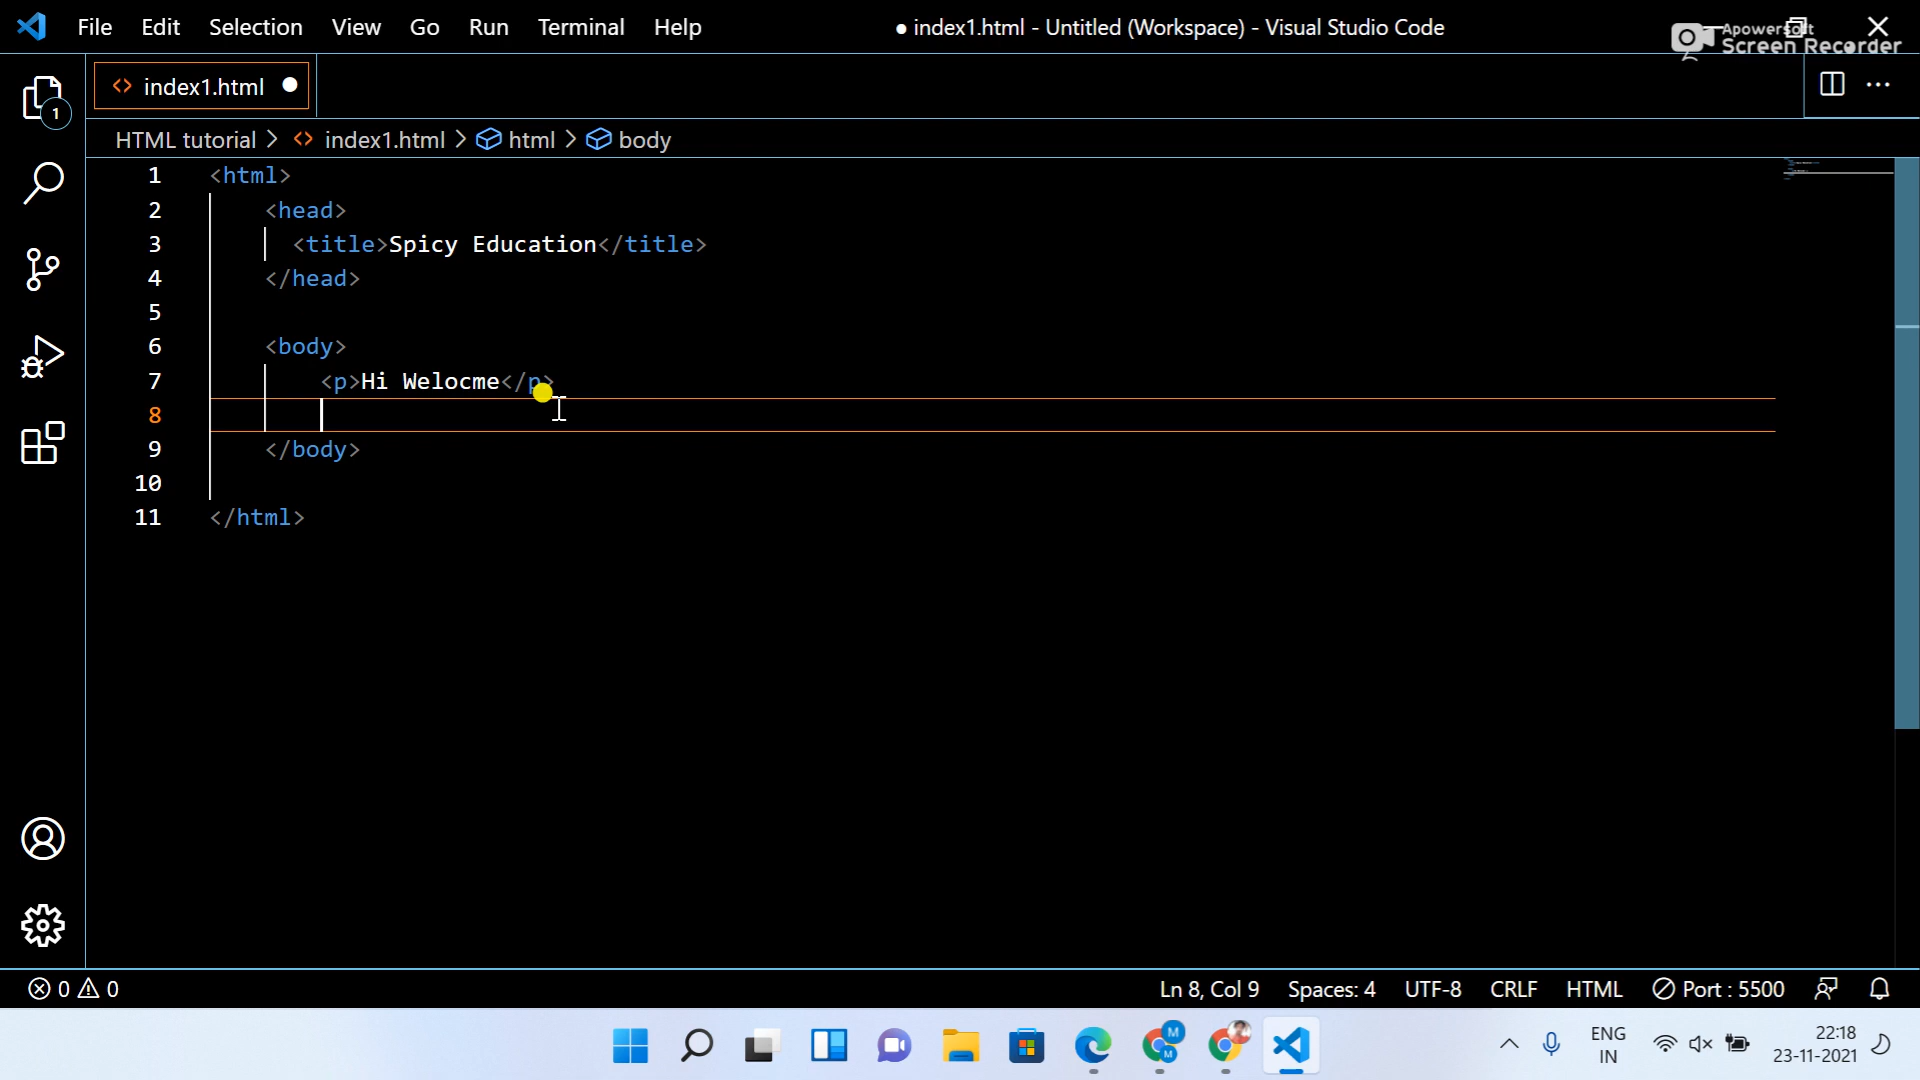 File Edit Selection View Go Run Terminal Help
● index1.html - Untitled (Workspace) - Visual Studio Code
Apowersoft
Screen Recorder
<> index1.html ●
HTML tutorial > <> index1.html > html > body
1 <html>
2 <head>
3 <title>Spicy Education</title>
4 </head>
5
6 <body>
7 <p>Hi Welocme</p>
8
9 </body>
10
11 </html>
1
0 0
Ln 8, Col 9 Spaces: 4 UTF-8 CRLF HTML Port : 5500
M
M
ENG
IN
22:18
23-11-2021